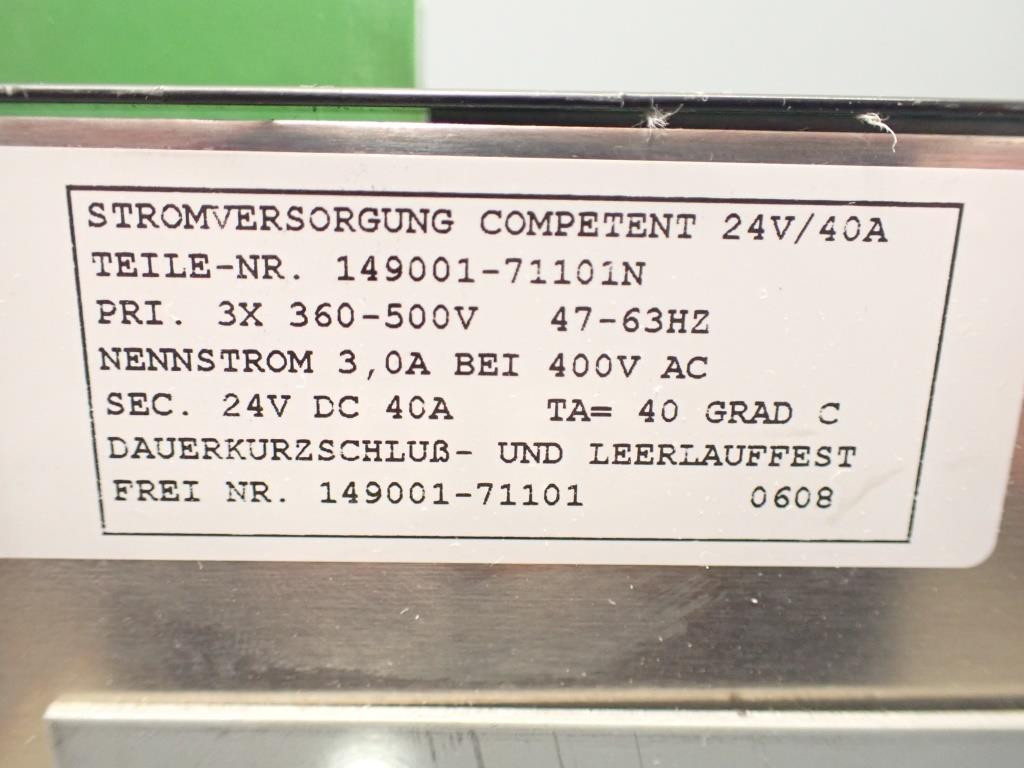 STROMVERSORGUNG COMPETENT 24V/40A
TEILE-NR. 149001-71101N
PRI. 3X 360-500V 47-63HZ
NENNSTROM 3,0A BEI 400V AC
SEC. 24V DC 40A TA= 40 GRAD C
DAUERKURZSCHLUß- UND LEERLAUFFEST
FREI NR. 149001-71101 0608